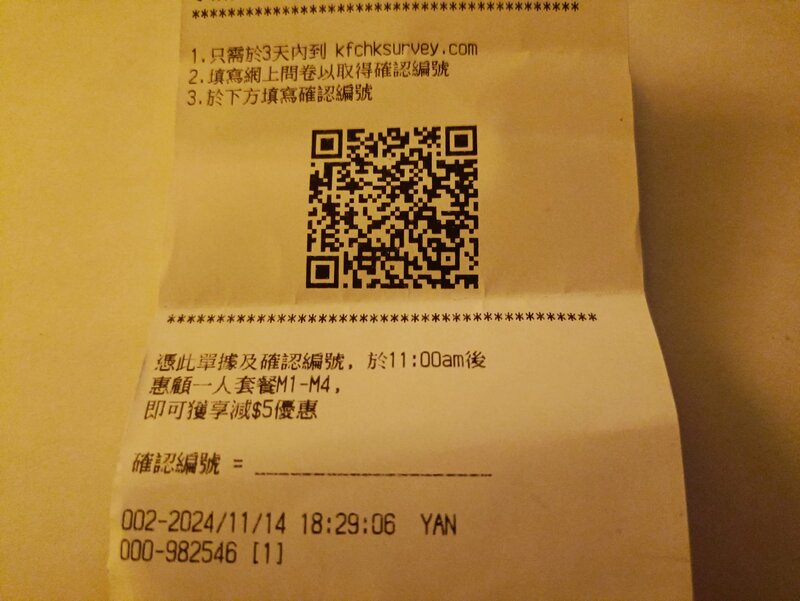 ******************************************
1.只需於3天內到 kfchksurvey.com
2.填寫網上問卷以取得確認編號
3.於下方填寫確認編號
******************************************
憑此單據及確認編號, 於11:00am後
惠顧一人套餐M1-M4,
即可獲享減$5優惠
確認編號 = ____________________
002-2024/11/14 18:29:06 YAN
000-982546 [1]